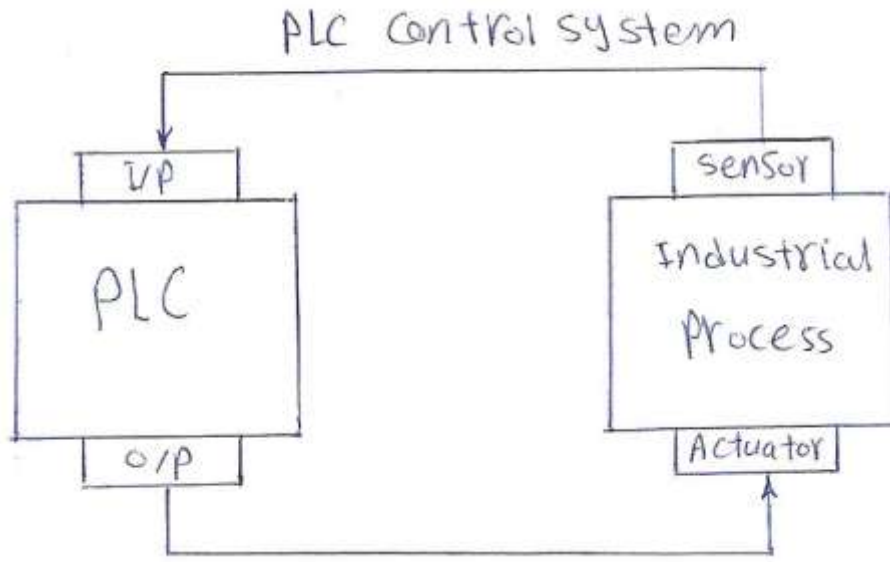 PLC Control system
I/P
sensor
PLC
Industrial
Process
O/P
Actuator